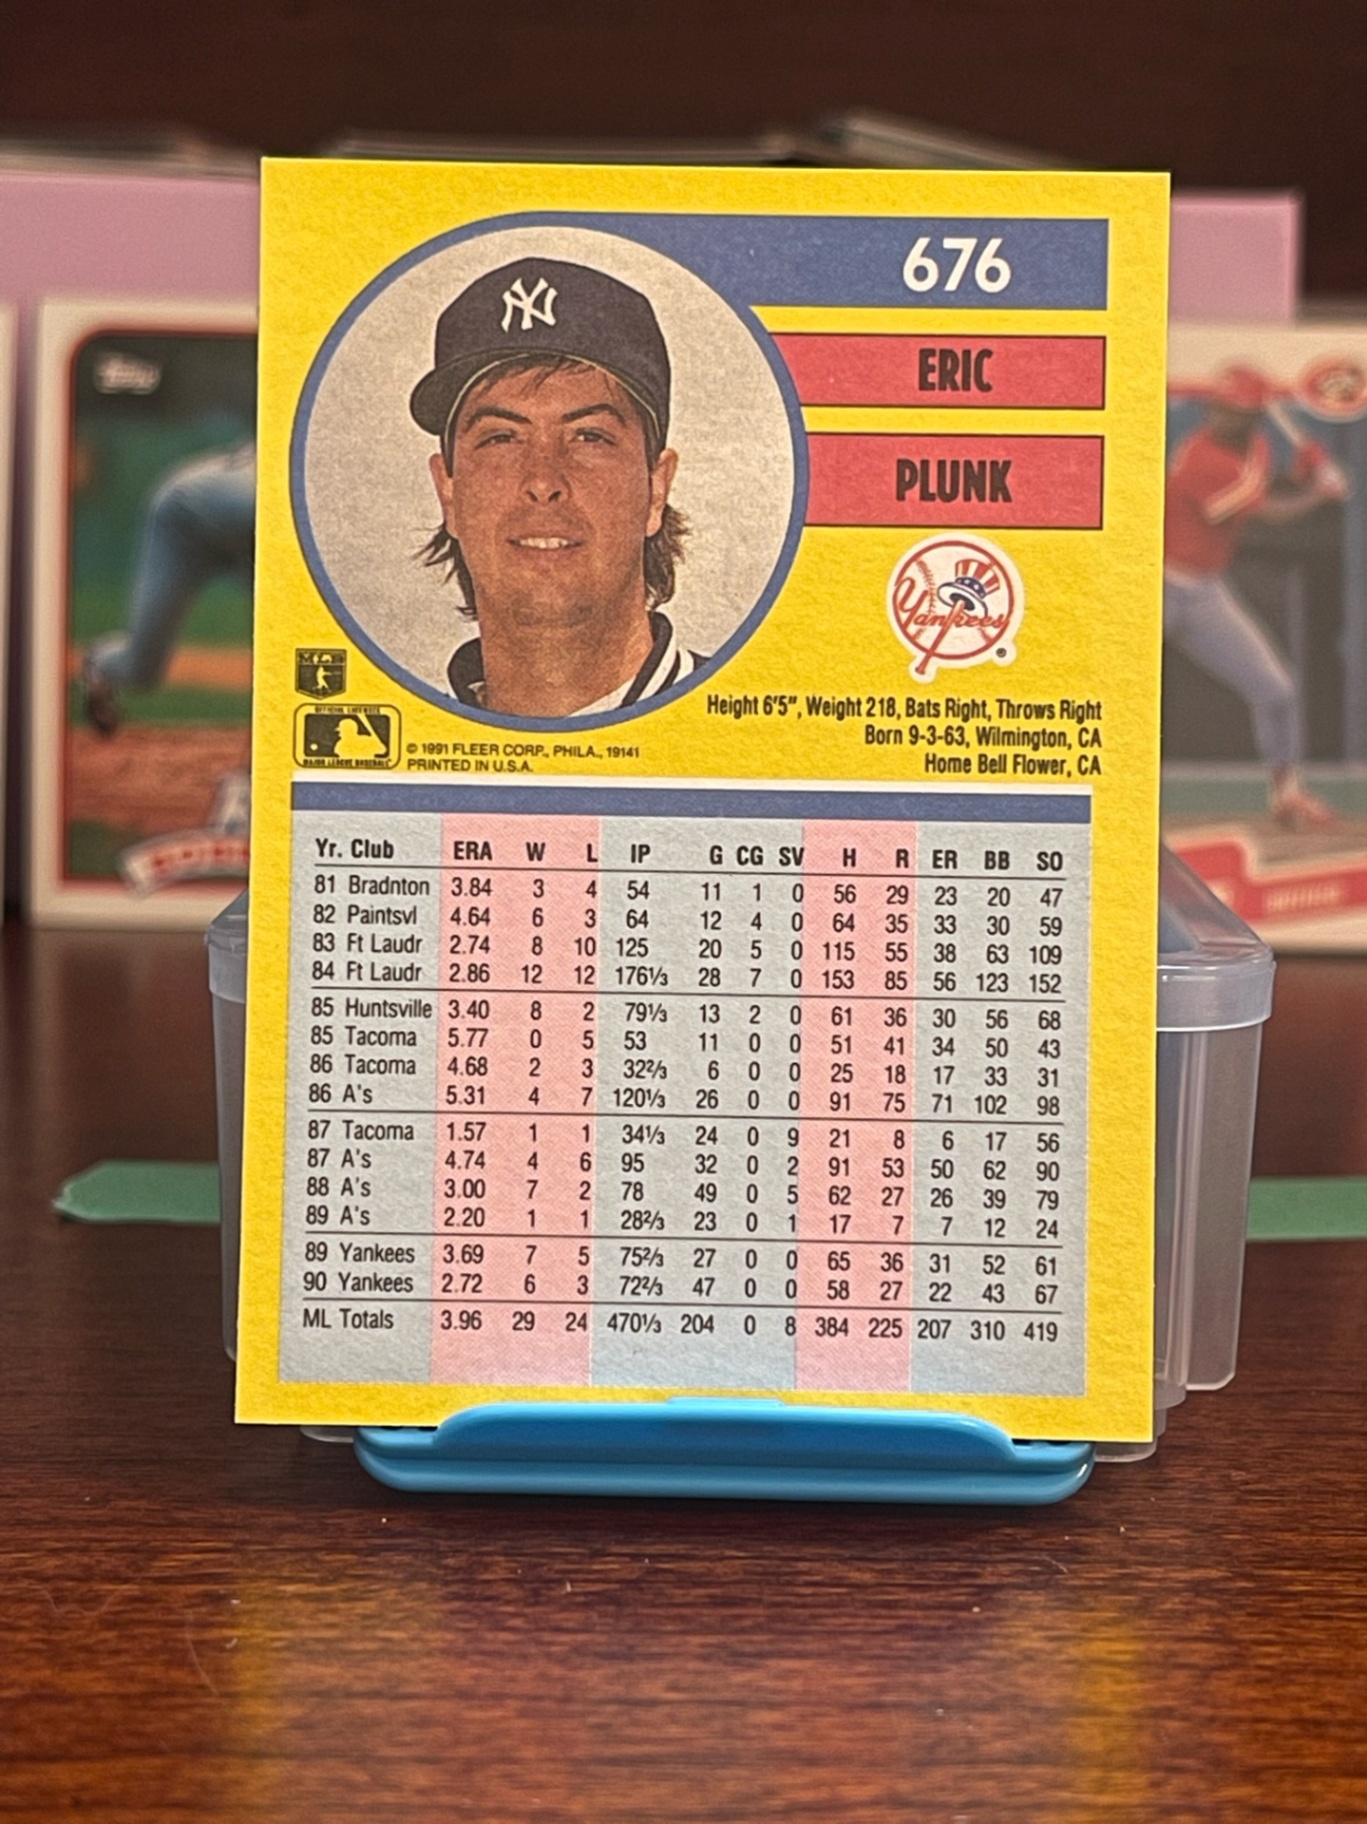 676
ERIC
PLUNK
NY
Yankees
®
Height 6'5", Weight 218, Bats Right, Throws Right
Born 9-3-63, Wilmington, CA
Home Bell Flower, CA
MLB
OFFICIAL LICENSEE
MAJOR LEAGUE BASEBALL
© 1991 FLEER CORP., PHILA., 19141
PRINTED IN U.S.A.
Yr. Club ERA W L IP G CG SV H R ER BB SO
81 Bradnton 3.84 3 4 54 11 1 0 56 29 23 20 47
82 Paintsvl 4.64 6 3 64 12 4 0 64 35 33 30 59
83 Ft Laudr 2.74 8 10 125 20 5 0 115 55 38 63 109
84 Ft Laudr 2.86 12 12 176⅓ 28 7 0 153 85 56 123 152
85 Huntsville 3.40 8 2 79⅓ 13 2 0 61 36 30 56 68
85 Tacoma 5.77 0 5 53 11 0 0 51 41 34 50 43
86 Tacoma 4.68 2 3 32⅔ 6 0 0 25 18 17 33 31
86 A's 5.31 4 7 120⅓ 26 0 0 91 75 71 102 98
87 Tacoma 1.57 1 1 34⅓ 24 0 9 21 8 6 17 56
87 A's 4.74 4 6 95 32 0 2 91 53 50 62 90
88 A's 3.00 7 2 78 49 0 5 62 27 26 39 79
89 A's 2.20 1 1 28⅔ 23 0 1 17 7 7 12 24
89 Yankees 3.69 7 5 75⅔ 27 0 0 65 36 31 52 61
90 Yankees 2.72 6 3 72⅔ 47 0 0 58 27 22 43 67
ML Totals 3.96 29 24 470⅓ 204 0 8 384 225 207 310 419
Topps